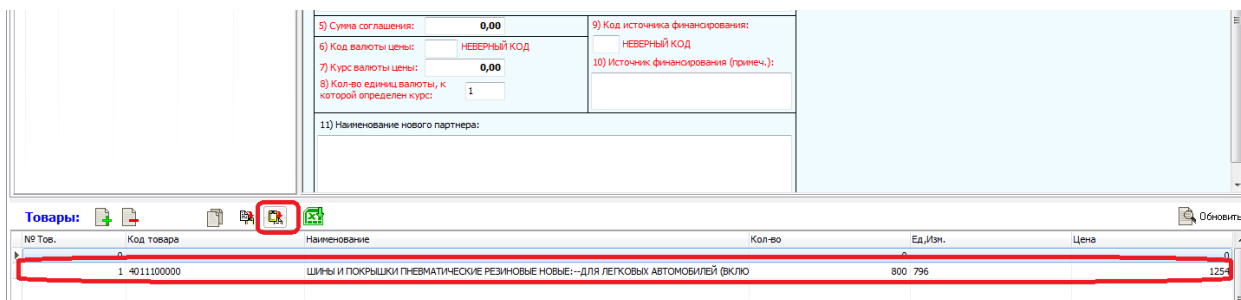 5) Сумма соглашения: 0,00
9) Код источника финансирования:
6) Код валюты цены: НЕВЕРНЫЙ КОД
НЕВЕРНЫЙ КОД
7) Курс валюты цены: 0,00
10) Источник финансирования (примеч.):
8) Кол-во единиц валюты, к
которой определен курс: 1
11) Наименование нового партнера:
Товары: Обновить
№ Тов. Код товара Наименование Кол-во Ед,Изм. Цена
0 0 0
1 4011100000 ШИНЫ И ПОКРЫШКИ ПНЕВМАТИЧЕСКИЕ РЕЗИНОВЫЕ НОВЫЕ:--ДЛЯ ЛЕГКОВЫХ АВТОМОБИЛЕЙ (ВКЛЮ 800 796 1254